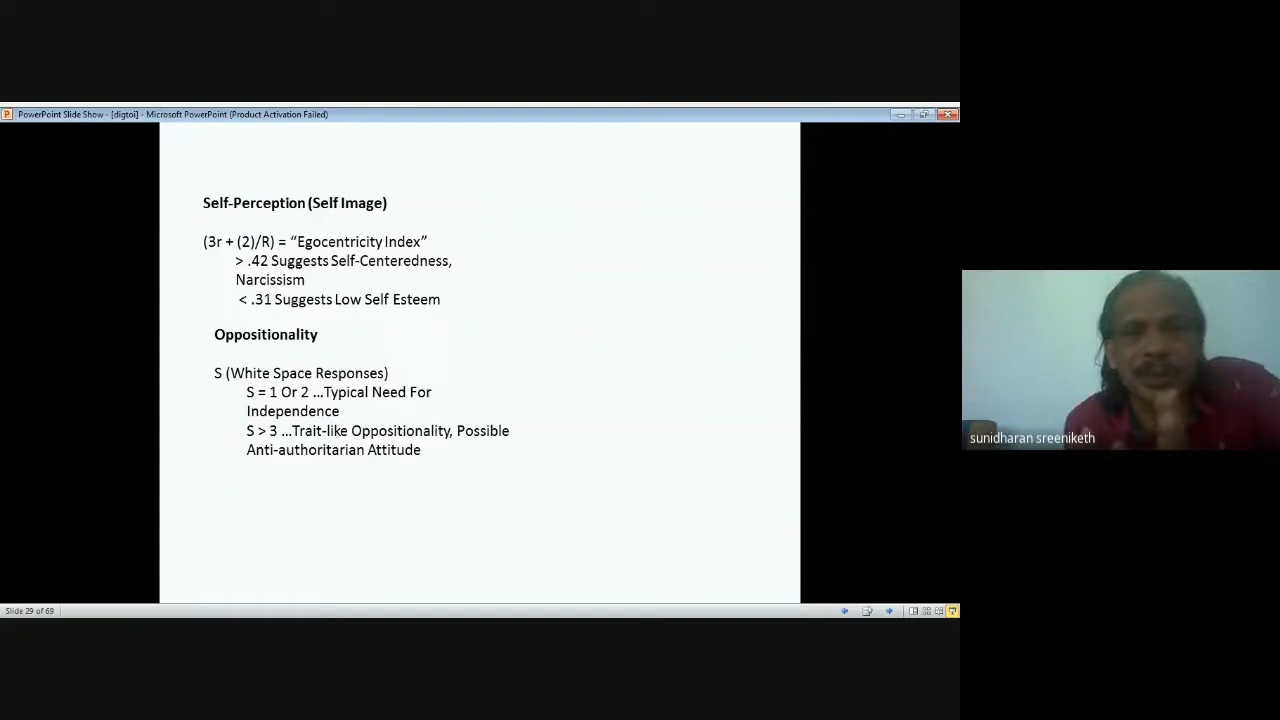 PowerPoint Slide Show - [digtoi] - Microsoft PowerPoint (Product Activation Failed)
Self-Perception (Self Image)
(3r + (2)/R) = “Egocentricity Index”
> .42 Suggests Self-Centeredness,
Narcissism
< .31 Suggests Low Self Esteem
Oppositionality
S (White Space Responses)
S = 1 Or 2 ...Typical Need For
Independence
S > 3 ...Trait-like Oppositionality, Possible
Anti-authoritarian Attitude
sunidharan sreeniketh
Slide 29 of 69